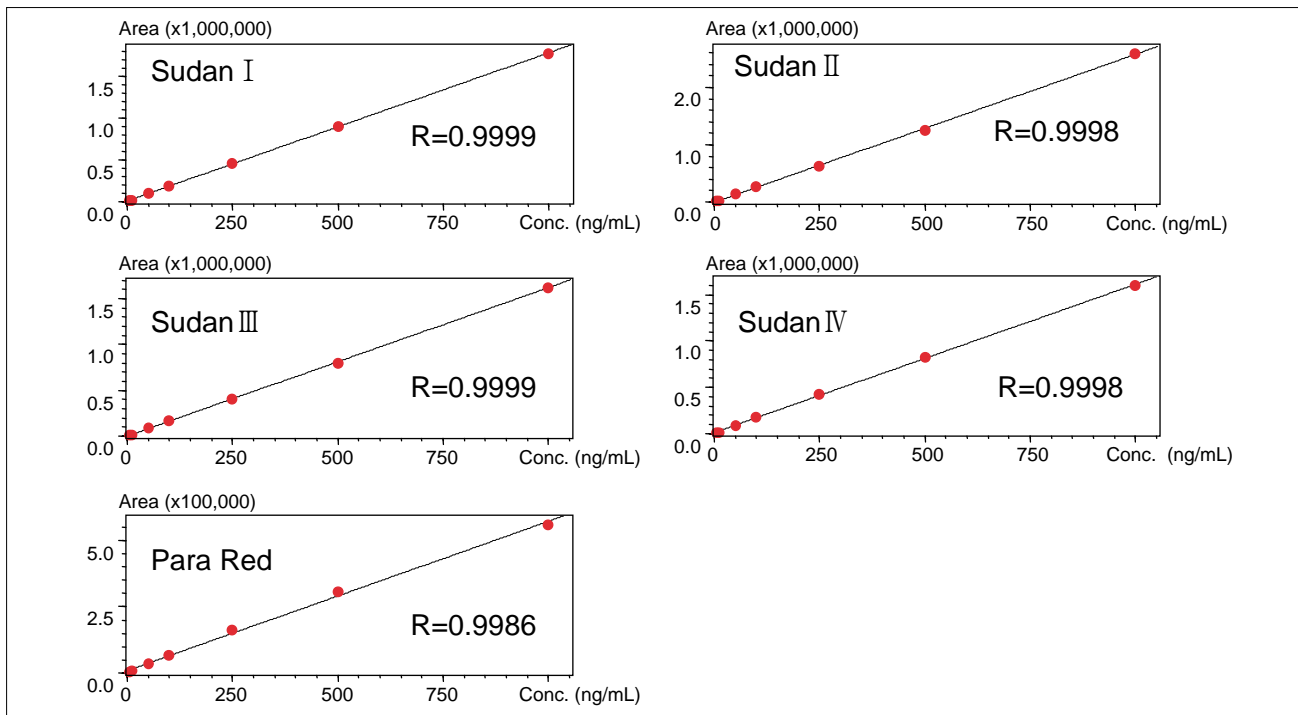 Area (x1,000,000)
Sudan Ⅰ
R=0.9999
1.5
1.0
0.5
0.0
0 250 500 750 Conc. (ng/mL)
Area (x1,000,000)
Sudan Ⅱ
R=0.9998
2.0
1.0
0.0
0 250 500 750 Conc. (ng/mL)
Area (x1,000,000)
Sudan Ⅲ
R=0.9999
1.5
1.0
0.5
0.0
0 250 500 750 Conc. (ng/mL)
Area (x1,000,000)
Sudan Ⅳ
R=0.9998
1.5
1.0
0.5
0.0
0 250 500 750 Conc. (ng/mL)
Area (x100,000)
Para Red
R=0.9986
5.0
2.5
0.0
0 250 500 750 Conc. (ng/mL)